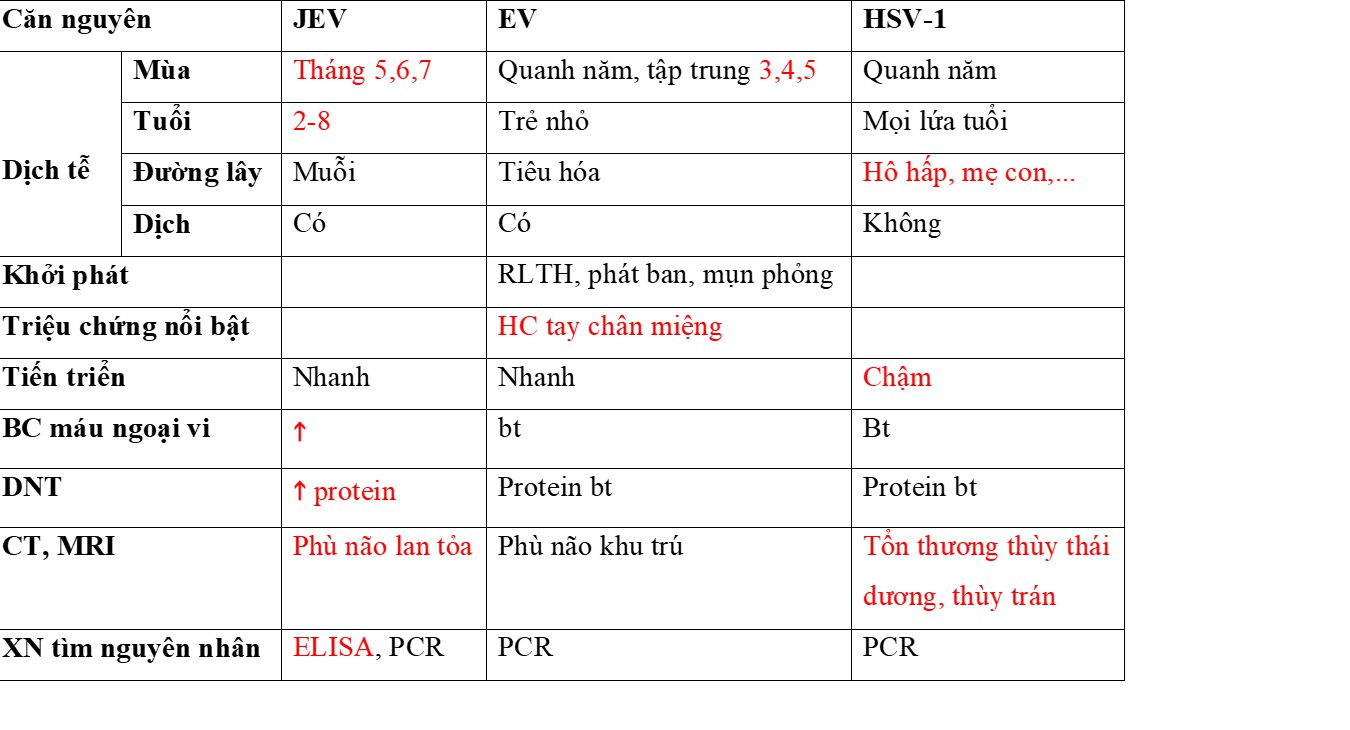 Căn nguyên JEV EV HSV-1
Mùa Tháng 5,6,7 Quanh năm, tập trung 3,4,5 Quanh năm
Tuổi 2-8 Trẻ nhỏ Mọi lứa tuổi
Dịch tễ
Đường lây Muỗi Tiêu hóa Hô hấp, mẹ con,...
Dịch Có Có Không
Khởi phát RLTH, phát ban, mụn phỏng
Triệu chứng nổi bật HC tay chân miệng
Tiến triển Nhanh Nhanh Chậm
BC máu ngoại vi ↑ bt Bt
DNT ↑ protein Protein bt Protein bt
CT, MRI Phù não lan tỏa Phù não khu trú Tổn thương thùy thái
dương, thùy trán
XN tìm nguyên nhân ELISA, PCR PCR PCR